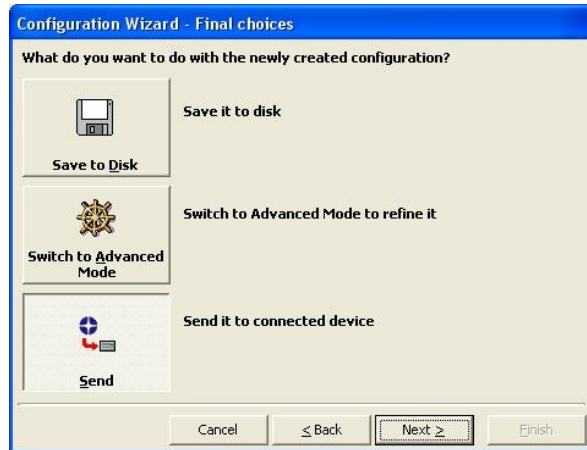 Configuration Wizard - Final choices
What do you want to do with the newly created configuration?
Save it to disk
Save to Disk
Switch to Advanced Mode to refine it
Switch to Advanced
Mode
Send it to connected device
Send
Cancel
< Back
Next >
Finish